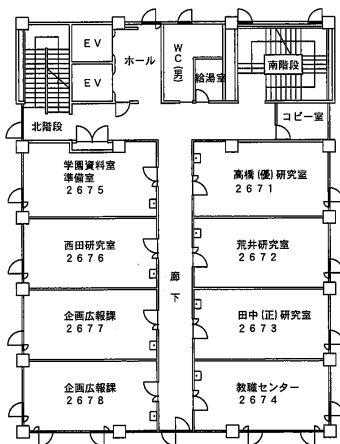 EV
EV
ホール
WC(男)
給湯室
南階段
北階段
コピー室
学園資料室
準備室
2675
高橋(優)研究室
2671
西田研究室
2676
荒井研究室
2672
廊下
企画広報課
2677
田中(正)研究室
2673
企画広報課
2678
教職センター
2674